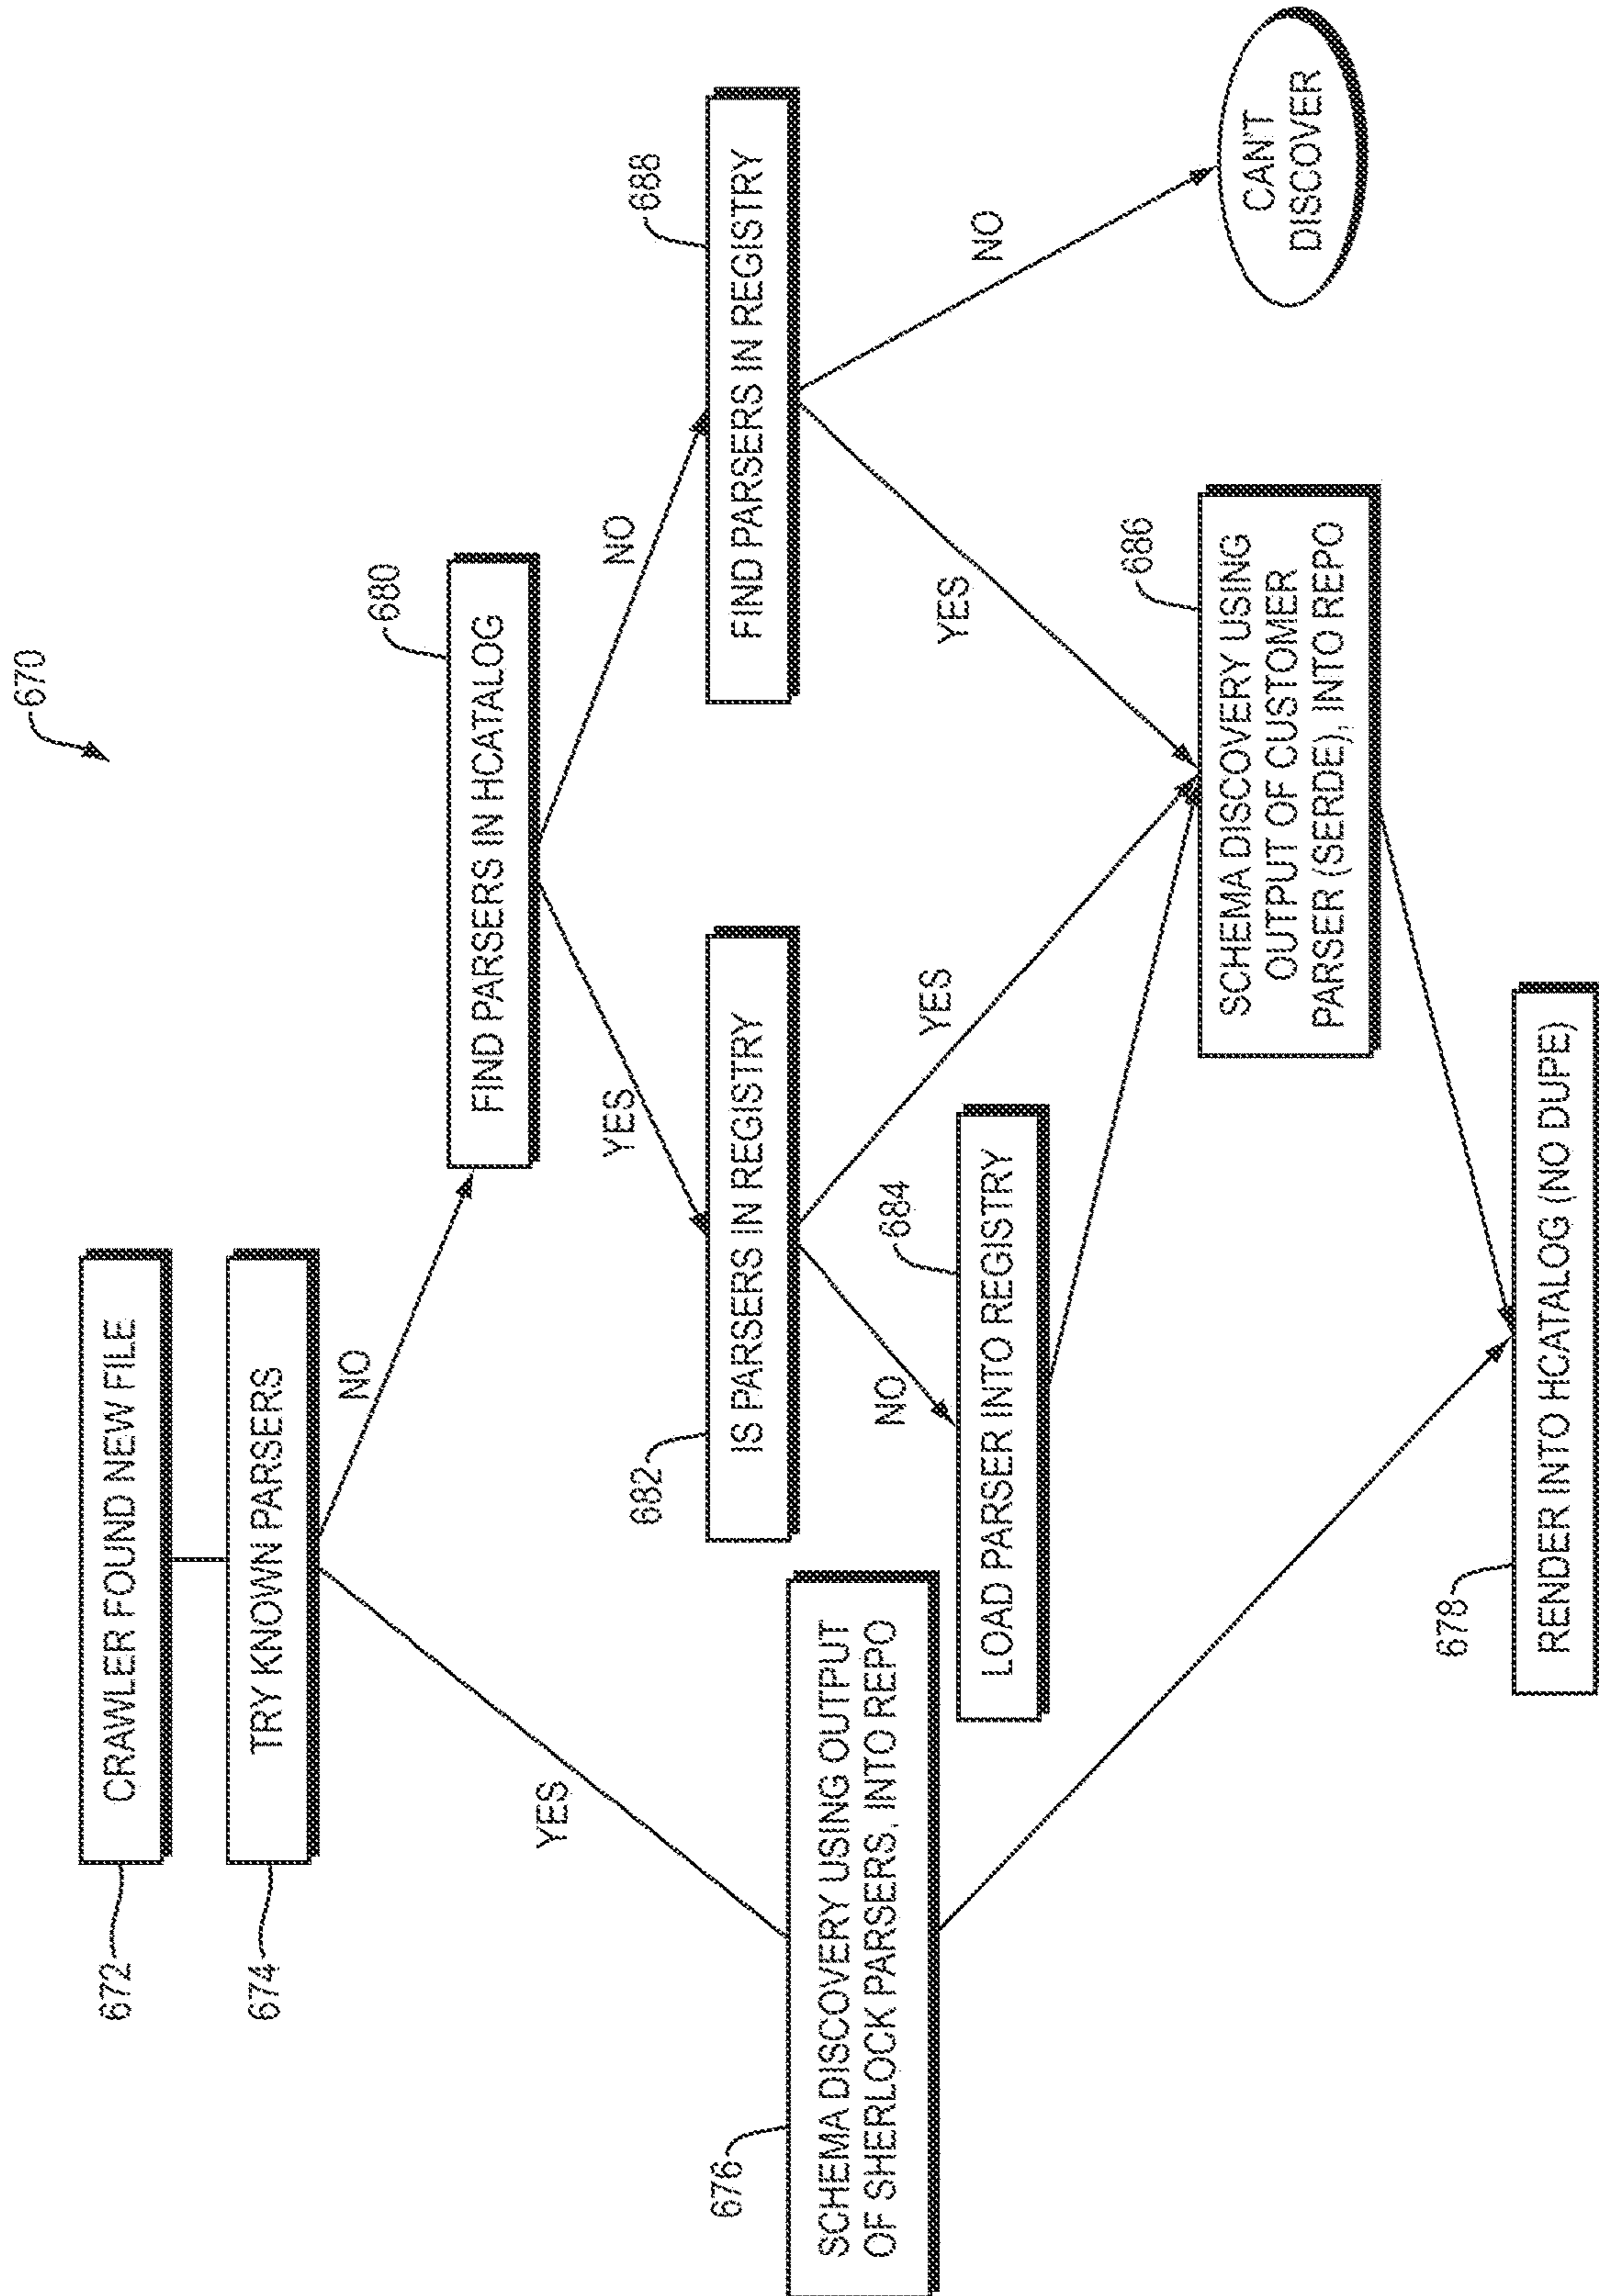 670
672
CRAWLER FOUND NEW FILE
674
TRY KNOWN PARSERS
YES
NO
680
FIND PARSERS IN HCATALOG
YES
NO
676
SCHEMA DISCOVERY USING OUTPUT
OF SHERLOCK PARSERS, INTO REPO
682
IS PARSERS IN REGISTRY
688
FIND PARSERS IN REGISTRY
NO
YES
YES
NO
684
LOAD PARSER INTO REGISTRY
686
SCHEMA DISCOVERY USING
OUTPUT OF CUSTOMER
PARSER (SERDE), INTO REPO
CAN'T
DISCOVER
678
RENDER INTO HCATALOG (NO DUPE)